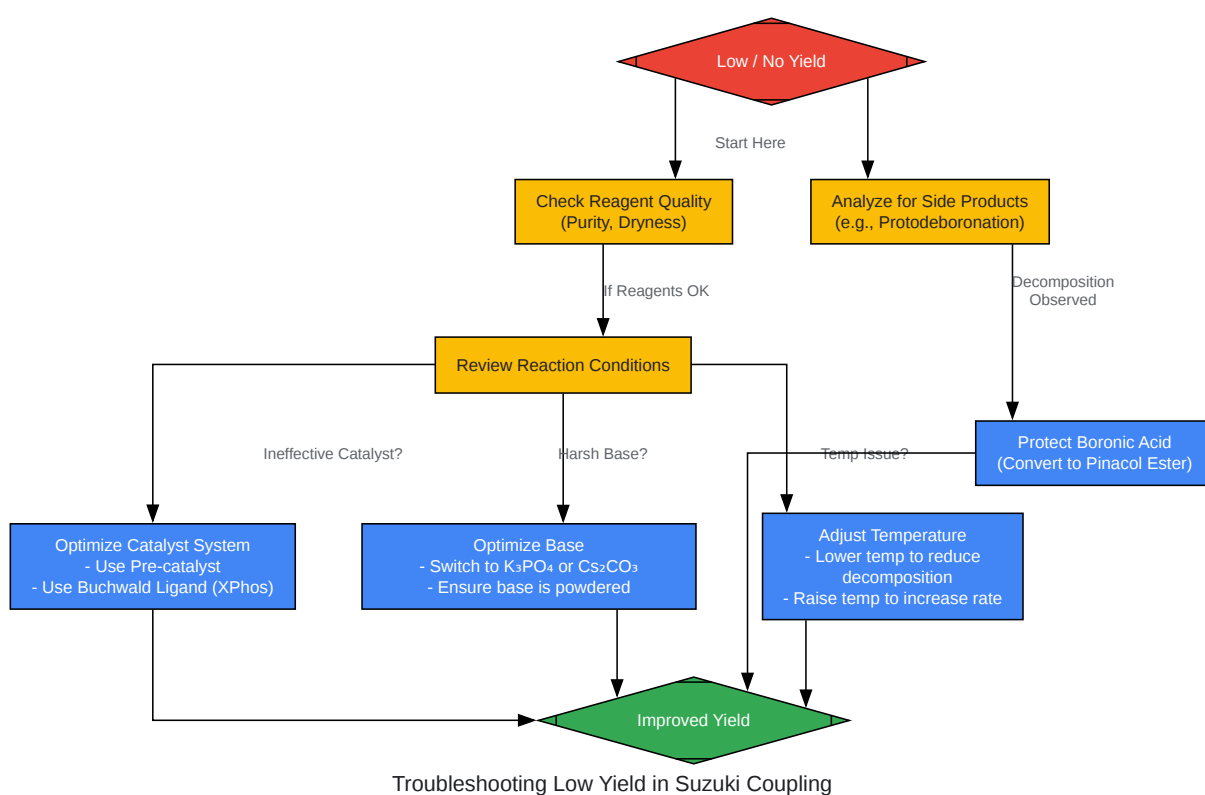 Low / No Yield
Start Here
Check Reagent Quality
(Purity, Dryness)
Analyze for Side Products
(e.g., Protodeboronation)
If Reagents OK
Decomposition
Observed
Review Reaction Conditions
Ineffective Catalyst?
Harsh Base?
Temp Issue?
Protect Boronic Acid
(Convert to Pinacol Ester)
Optimize Catalyst System
- Use Pre-catalyst
- Use Buchwald Ligand (XPhos)
Optimize Base
- Switch to K₃PO₄ or Cs₂CO₃
- Ensure base is powdered
Adjust Temperature
- Lower temp to reduce
decomposition
- Raise temp to increase rate
Improved Yield
Troubleshooting Low Yield in Suzuki Coupling